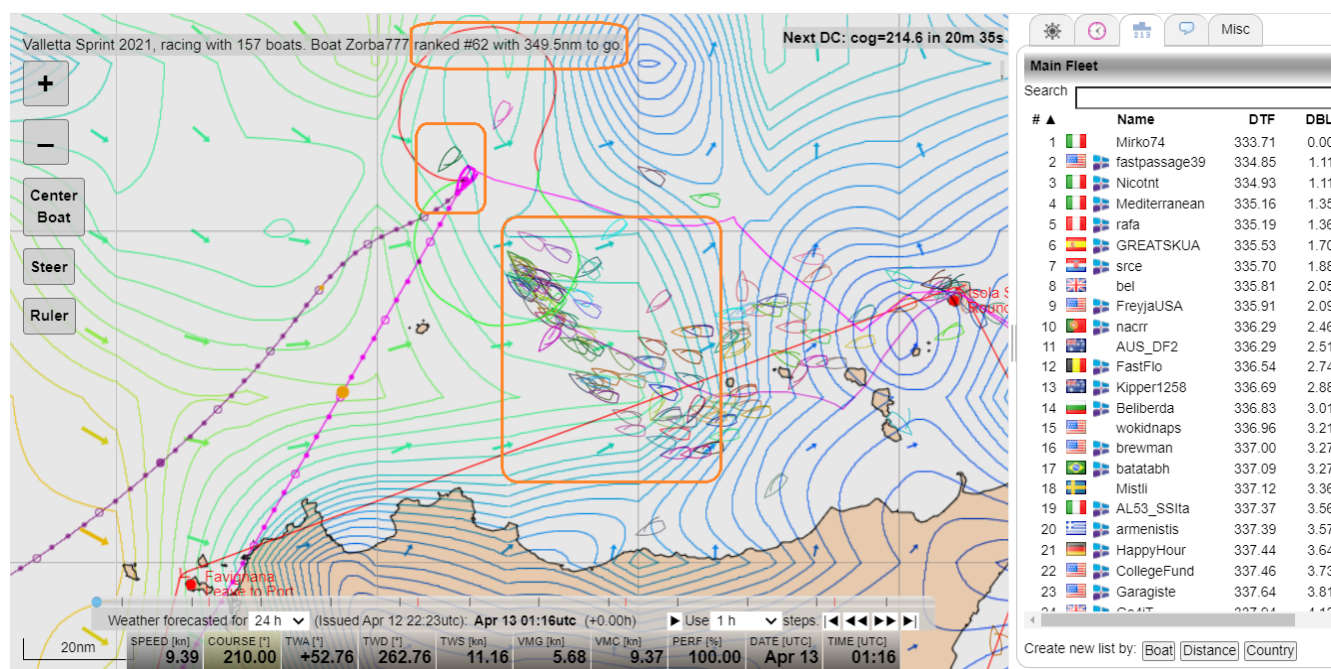 Valletta Sprint 2021, racing with 157 boats. Boat Zorba777 ranked #62 with 349.5nm to go.
Next DC: cog=214.6 in 20m 35s
+
–
Center
Boat
Steer
Ruler
Isola S
Favignana
Leave to Port
20nm
Weather forecasted for 24 h (Issued Apr 12 22:23utc): Apr 13 01:16utc (+0.00h) Use 1 h steps:
SPEED [kn] COURSE [°] TWA [°] TWD [°] TWS [kn] VMG [kn] VMC [kn] PERF [%] DATE [UTC] TIME [UTC]
9.39 210.00 +52.76 262.76 11.16 5.68 9.37 100.00 Apr 13 01:16
213
Misc
Main Fleet
Search
# ▲ Name DTF DBL
1 Mirko74 333.71 0.00
2 fastpassage39 334.85 1.11
3 Nicotnt 334.93 1.11
4 Mediterranean 335.16 1.35
5 rafa 335.19 1.36
6 GREATSKUA 335.53 1.70
7 srce 335.70 1.88
8 bel 335.81 2.05
9 FreyjaUSA 335.91 2.09
10 nacrr 336.29 2.46
11 AUS_DF2 336.29 2.51
12 FastFlo 336.54 2.74
13 Kipper1258 336.69 2.88
14 Beliberda 336.83 3.01
15 wokidnaps 336.96 3.21
16 brewman 337.00 3.27
17 batatabh 337.09 3.27
18 Mistli 337.12 3.36
19 AL53_SSIta 337.37 3.56
20 armenistis 337.39 3.57
21 HappyHour 337.44 3.64
22 CollegeFund 337.46 3.73
23 Garagiste 337.64 3.81
Create new list by: Boat Distance Country